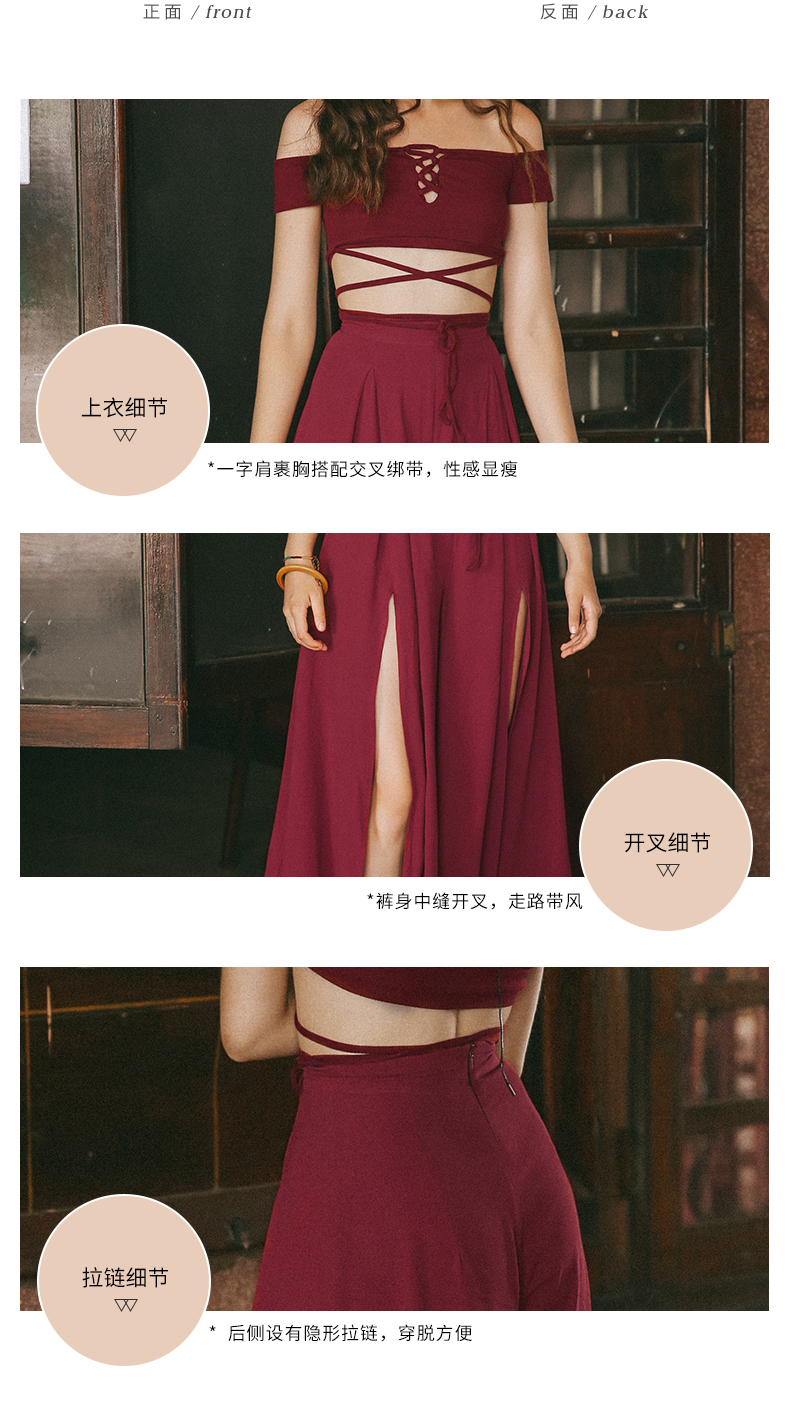 正面 / front
反面 / back
上衣细节
*一字肩裹胸搭配交叉绑带，性感显瘦
开叉细节
*裤身中缝开叉，走路带风
拉链细节
* 后侧设有隐形拉链，穿脱方便